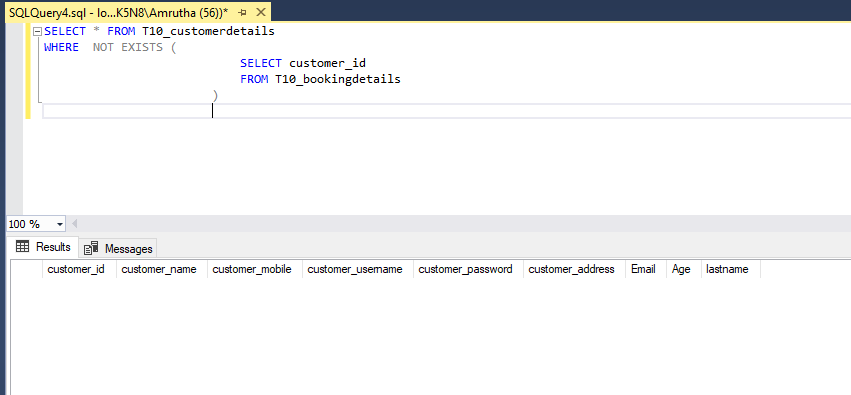 SQLQuery4.sql - lo...K5N8\Amrutha (56))*
SELECT * FROM T10_customerdetails
WHERE NOT EXISTS (
SELECT customer_id
FROM T10_bookingdetails
)
100 %
Results Messages
customer_id customer_name customer_mobile customer_username customer_password customer_address Email Age lastname